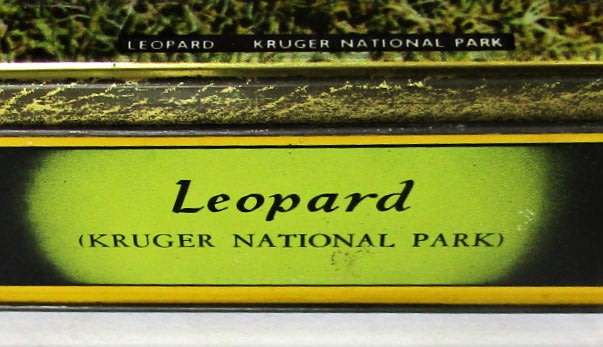 LEOPARD KRUGER NATIONAL PARK
Leopard
(KRUGER NATIONAL PARK)